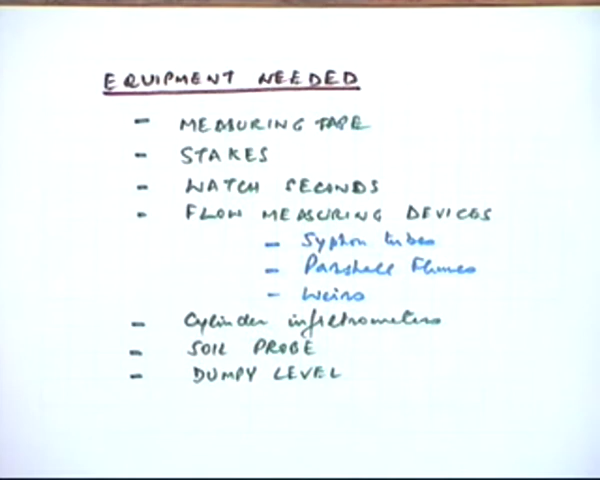 EQUIPMENT NEEDED
- MEASURING TAPE
- STAKES
- WATCH SECONDS
- FLOW MEASURING DEVICES
- Syphon tubes
- Parshall Flumes
- Weirs
- Cylinder infiltrometers
- SOIL PROBE
- DUMPY LEVEL